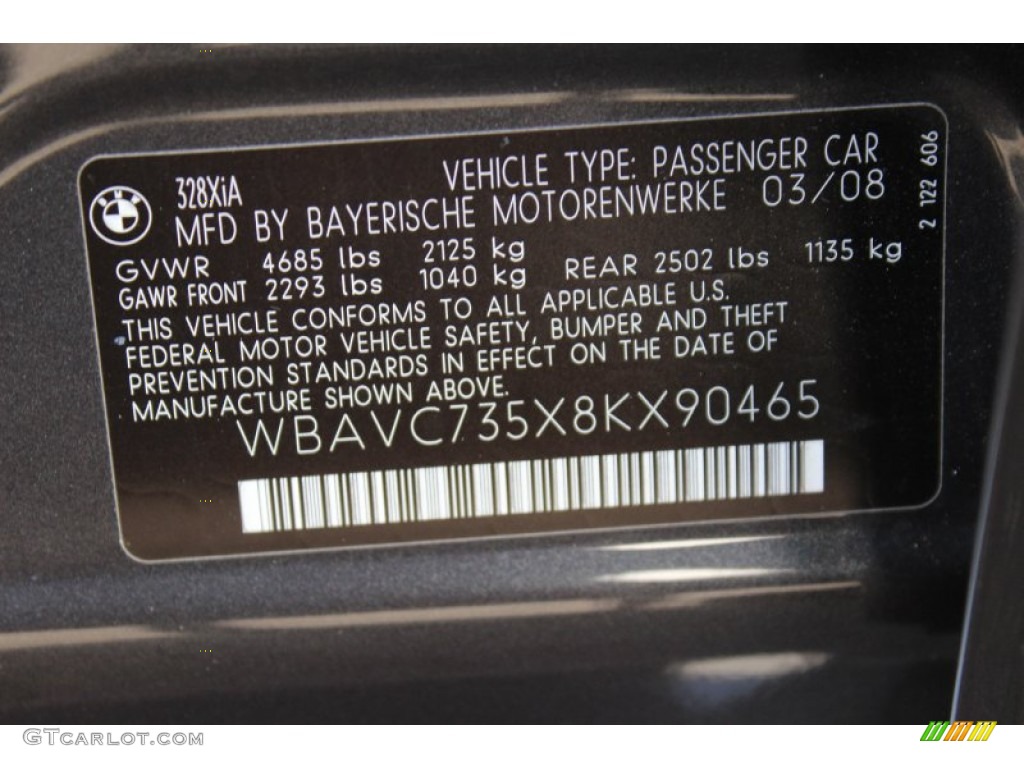 328XiA VEHICLE TYPE: PASSENGER CAR
MFD BY BAYERISCHE MOTORENWERKE 03/08
GVWR 4685 lbs 2125 kg
GAWR FRONT 2293 lbs 1040 kg REAR 2502 lbs 1135 kg
THIS VEHICLE CONFORMS TO ALL APPLICABLE U.S.
FEDERAL MOTOR VEHICLE SAFETY, BUMPER AND THEFT
PREVENTION STANDARDS IN EFFECT ON THE DATE OF
MANUFACTURE SHOWN ABOVE.
WBAVC735X8KX90465
2 122 606
GTCARLOT.COM